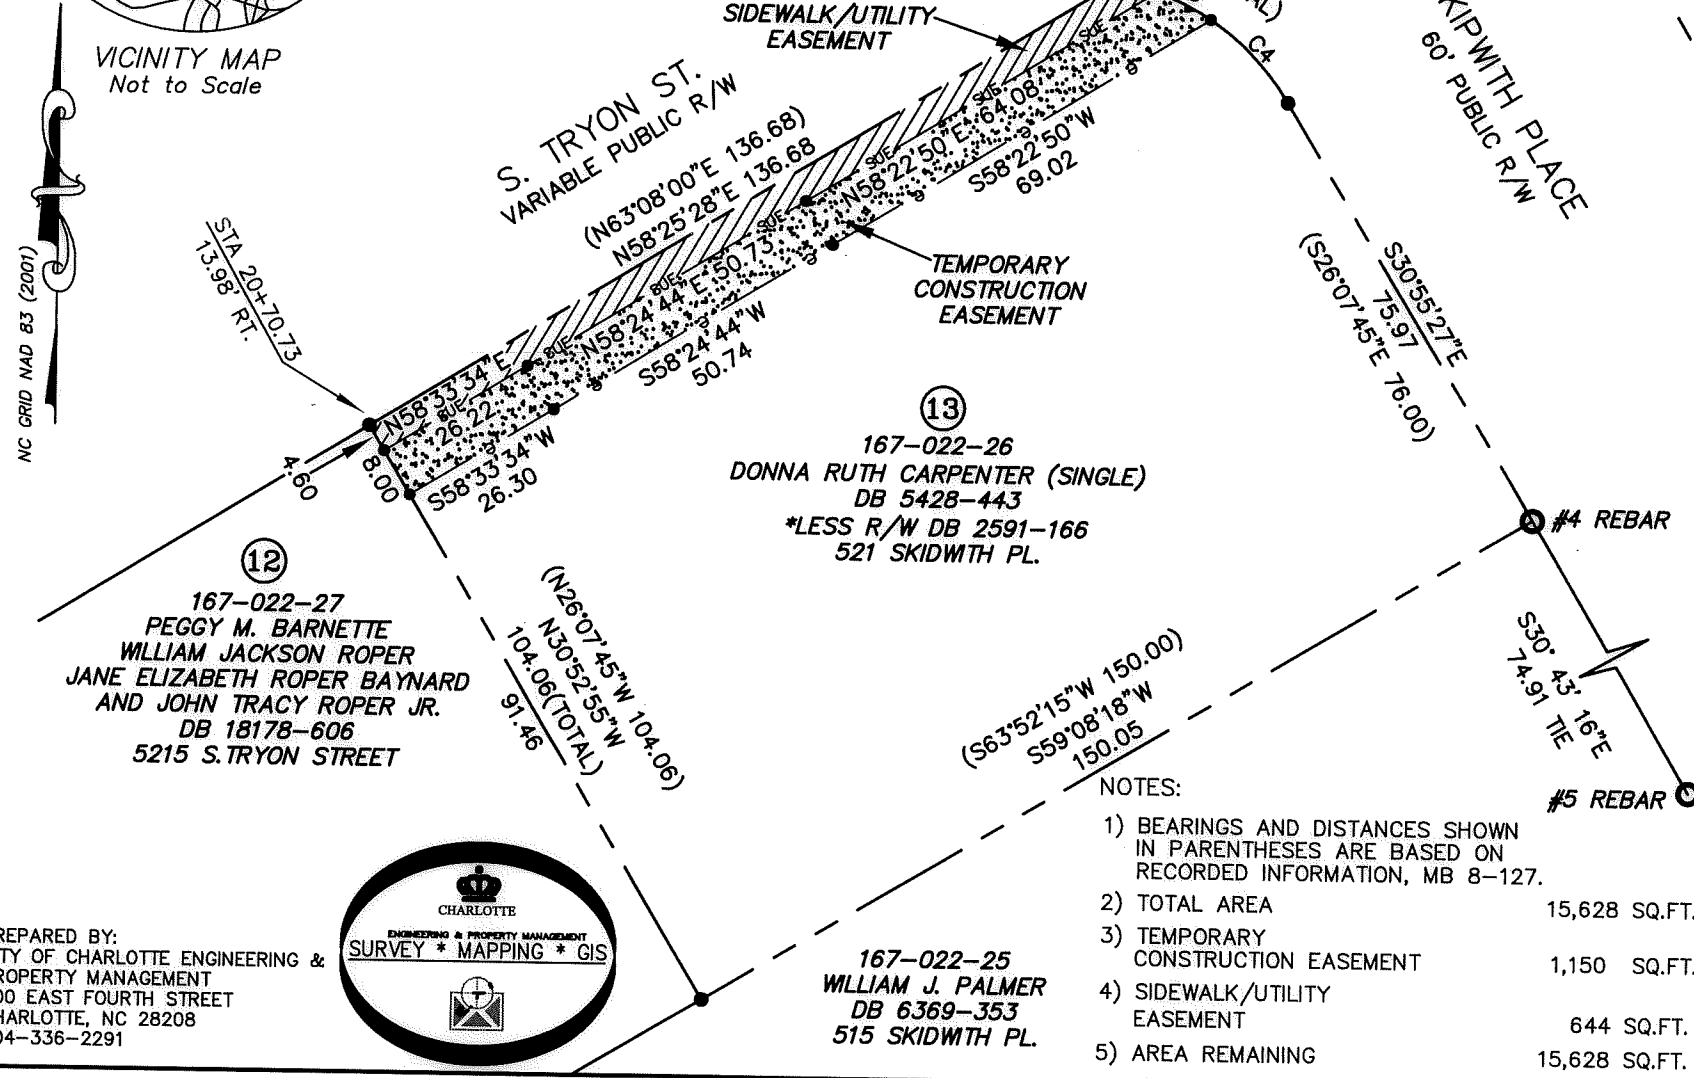 VICINITY MAP
Not to Scale
NC GRID NAD 83 (2001)
SIDEWALK/UTILITY
EASEMENT
S. TRYON ST.
VARIABLE PUBLIC R/W
(N63°08'00"E 136.68)
N58°25'28"E 136.68
STA 20+70.73
13.98' RT.
SUE
N58°22'50"E 64.08
SUE
S58°22'50"W
69.02
SUE
SUE
N58°24'44"E 50.73
SUE
S58°24'44"W
50.74
SUE
N58°33'34"E
SUE
26.22
S58°33'34"W
26.30
4.60
8.00
TEMPORARY
CONSTRUCTION
EASEMENT
C4
KIPWITH PLACE
60' PUBLIC R/W
S30°55'27"E
75.97
(S26°07'45"E 76.00)
13
167-022-26
DONNA RUTH CARPENTER (SINGLE)
DB 5428-443
*LESS R/W DB 2591-166
521 SKIDWITH PL.
#4 REBAR
12
167-022-27
PEGGY M. BARNETTE
WILLIAM JACKSON ROPER
JANE ELIZABETH ROPER BAYNARD
AND JOHN TRACY ROPER JR.
DB 18178-606
5215 S.TRYON STREET
(N26°07'45"W 104.06)
N30°52'55"W
104.06(TOTAL)
91.46
(S63°52'15"W 150.00)
S59°08'18"W
150.05
S30° 43' 16"E
74.91 TIE
#5 REBAR
NOTES:
1) BEARINGS AND DISTANCES SHOWN
IN PARENTHESES ARE BASED ON
RECORDED INFORMATION, MB 8-127.
2) TOTAL AREA 15,628 SQ.FT.
3) TEMPORARY
CONSTRUCTION EASEMENT 1,150 SQ.FT.
4) SIDEWALK/UTILITY
EASEMENT 644 SQ.FT.
5) AREA REMAINING 15,628 SQ.FT.
167-022-25
WILLIAM J. PALMER
DB 6369-353
515 SKIDWITH PL.
CHARLOTTE
ENGINEERING & PROPERTY MANAGEMENT
SURVEY * MAPPING * GIS
REPARED BY:
TY OF CHARLOTTE ENGINEERING &
ROPERTY MANAGEMENT
00 EAST FOURTH STREET
HARLOTTE, NC 28208
04-336-2291